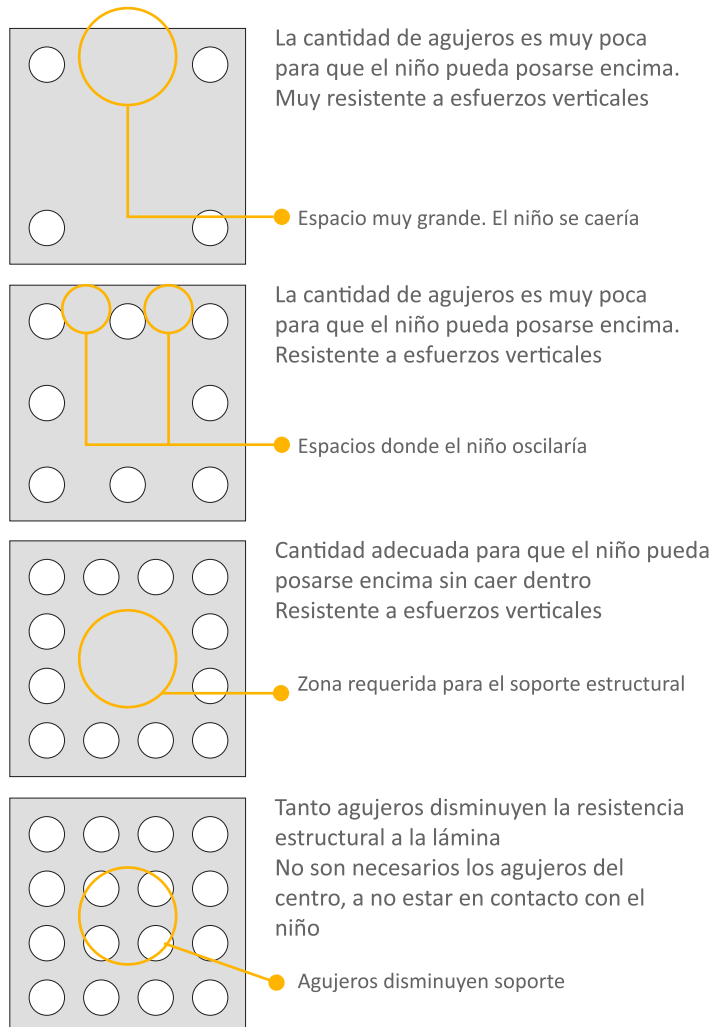 La cantidad de agujeros es muy poca
para que el niño pueda posarse encima.
Muy resistente a esfuerzos verticales
Espacio muy grande. El niño se caería
La cantidad de agujeros es muy poca
para que el niño pueda posarse encima.
Resistente a esfuerzos verticales
Espacios donde el niño oscilaría
Cantidad adecuada para que el niño pueda
posarse encima sin caer dentro
Resistente a esfuerzos verticales
Zona requerida para el soporte estructural
Tanto agujeros disminuyen la resistencia
estructural a la lámina
No son necesarios los agujeros del
centro, a no estar en contacto con el
niño
Agujeros disminuyen soporte